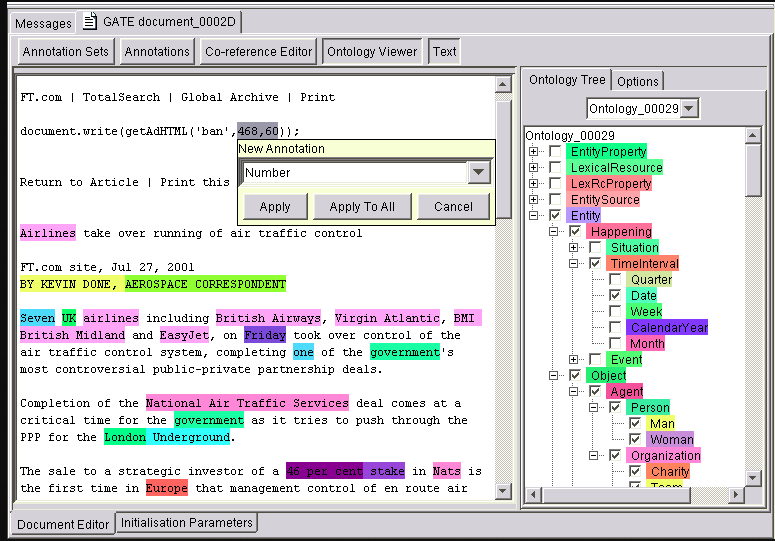 Messages
GATE document_0002D
Annotation Sets
Annotations
Co-reference Editor
Ontology Viewer
Text
FT.com | TotalSearch | Global Archive | Print
document.write(getAdHTML('ban',468,60));
New Annotation
Number
Return to Article | Print this
Apply
Apply To All
Cancel
Airlines take over running of air traffic control
FT.com site, Jul 27, 2001
BY KEVIN DONE, AEROSPACE CORRESPONDENT
Seven UK airlines including British Airways, Virgin Atlantic, BMI
British Midland and EasyJet, on Friday took over control of the
air traffic control system, completing one of the government's
most controversial public-private partnership deals.
Completion of the National Air Traffic Services deal comes at a
critical time for the government as it tries to push through the
PPP for the London Underground.
The sale to a strategic investor of a 46 per cent stake in Nats is
the first time in Europe that management control of en route air
Ontology Tree
Options
Ontology_00029
Ontology_00029
EntityProperty
LexicalResource
LexRcProperty
EntitySource
Entity
Happening
Situation
TimeInterval
Quarter
Date
Week
CalendarYear
Month
Event
Object
Agent
Person
Man
Woman
Organization
Charity
Team
Document Editor
Initialisation Parameters